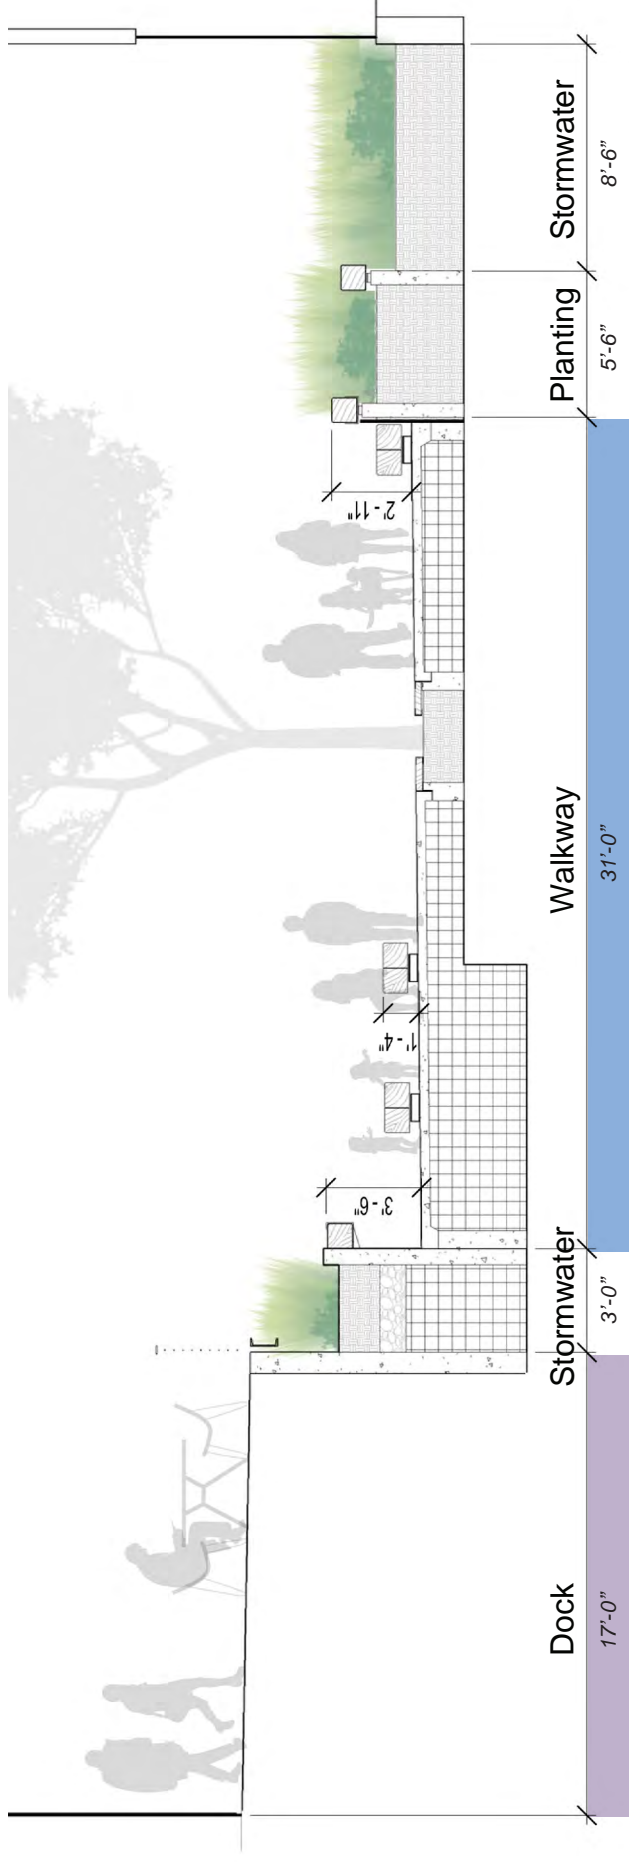 Dock
17'-0"
Stormwater
3'-0"
Walkway
31'-0"
Planting
5'-6"
Stormwater
8'-6"
3'-6"
1'-4"
2'-11"